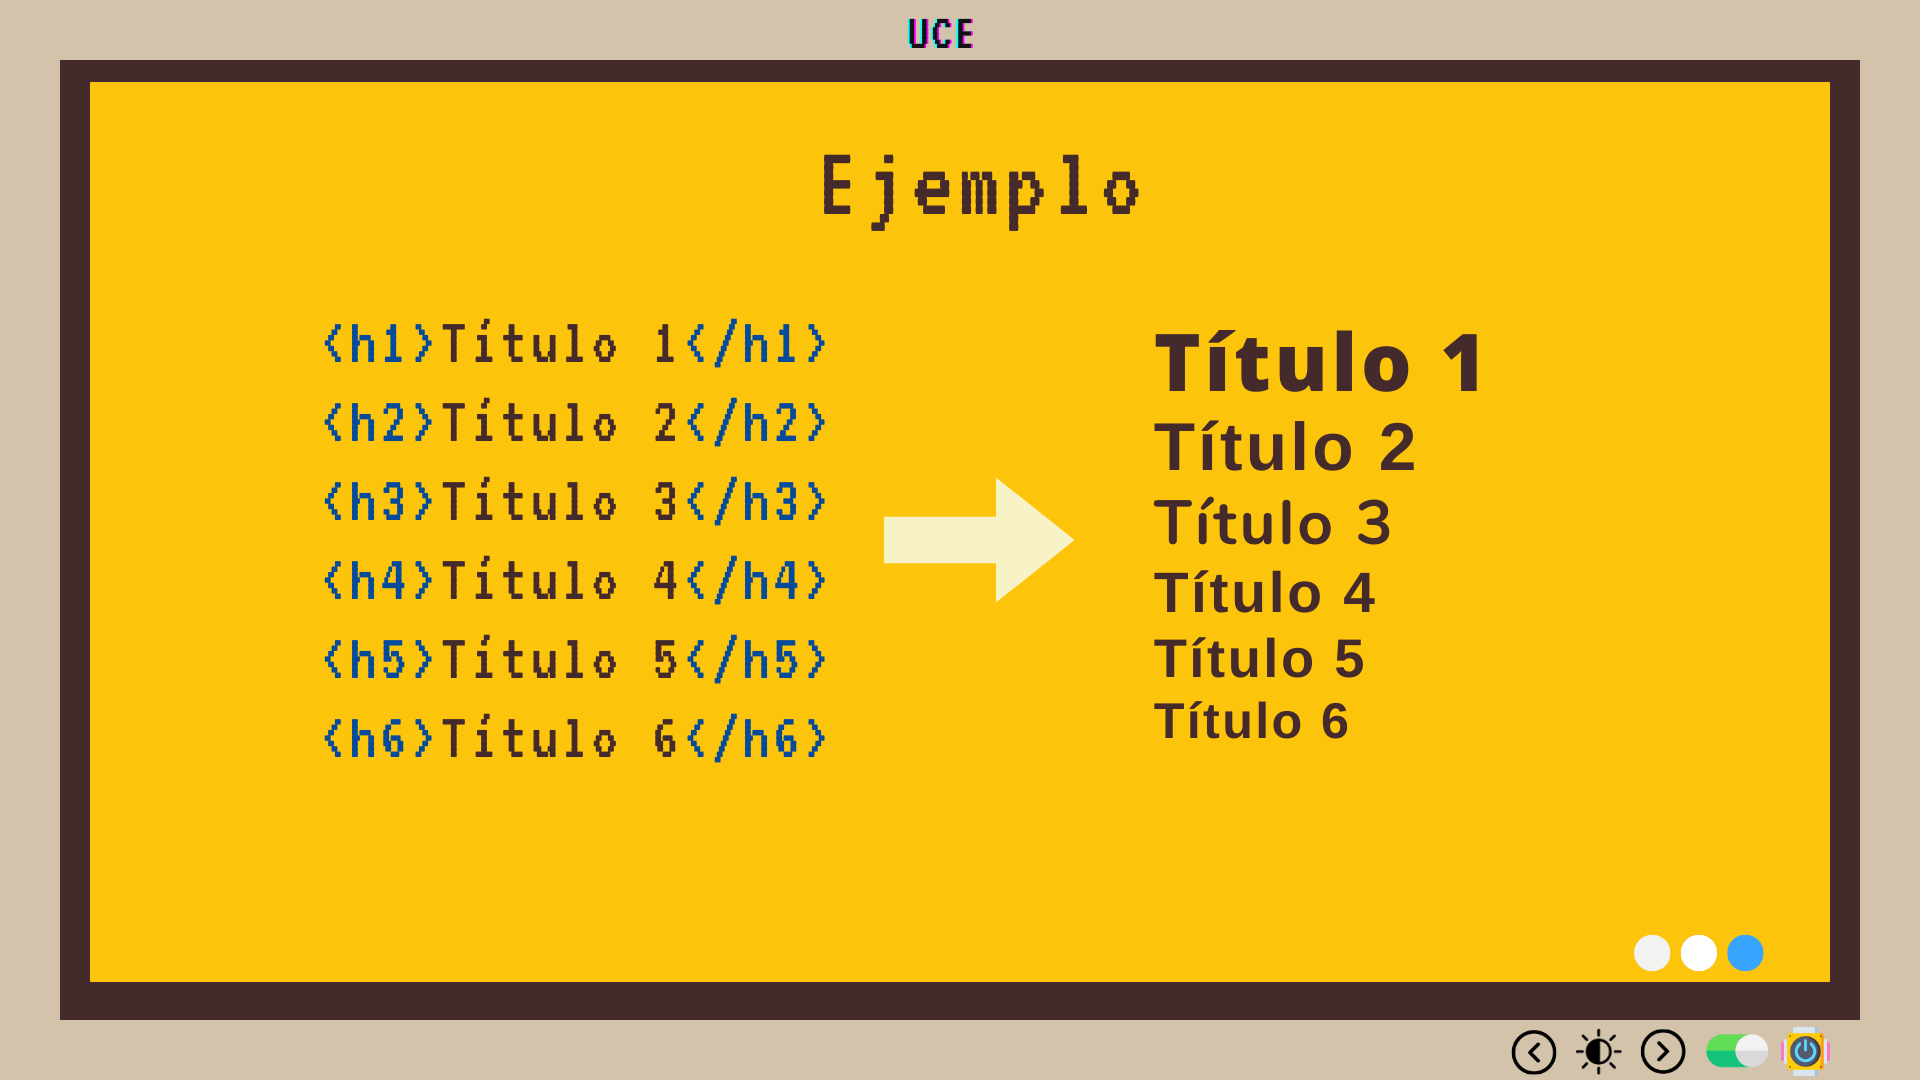 UCE
Ejemplo
<h1>Título 1</h1>
<h2>Título 2</h2>
<h3>Título 3</h3>
<h4>Título 4</h4>
<h5>Título 5</h5>
<h6>Título 6</h6>
Título 1
Título 2
Título 3
Título 4
Título 5
Título 6